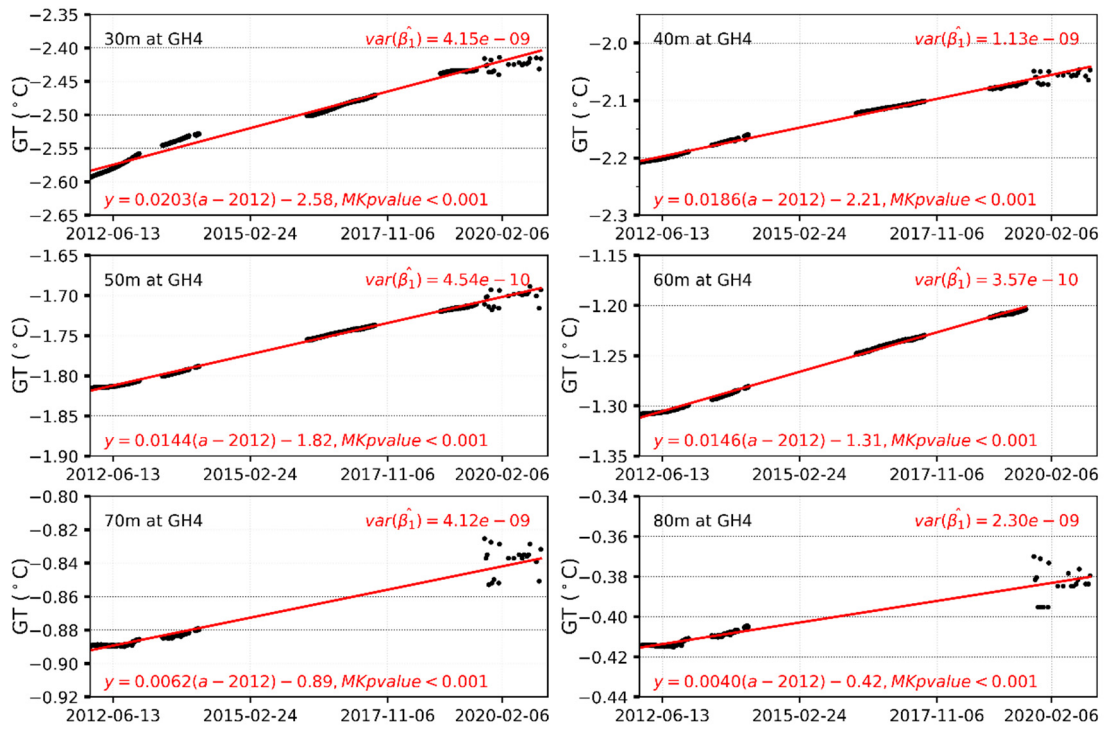 −2.35
−2.40
−2.45
−2.50
−2.55
−2.60
−2.65
GT (°C)
30m at GH4
var(β̂₁) = 4.15e − 09
y = 0.0203(a − 2012) − 2.58, MKpvalue < 0.001
2012-06-13 2015-02-24 2017-11-06 2020-02-06
−2.0
−2.1
−2.2
−2.3
GT (°C)
40m at GH4
var(β̂₁) = 1.13e − 09
y = 0.0186(a − 2012) − 2.21, MKpvalue < 0.001
2012-06-13 2015-02-24 2017-11-06 2020-02-06
−1.65
−1.70
−1.75
−1.80
−1.85
−1.90
GT (°C)
50m at GH4
var(β̂₁) = 4.54e − 10
y = 0.0144(a − 2012) − 1.82, MKpvalue < 0.001
2012-06-13 2015-02-24 2017-11-06 2020-02-06
−1.15
−1.20
−1.25
−1.30
−1.35
GT (°C)
60m at GH4
var(β̂₁) = 3.57e − 10
y = 0.0146(a − 2012) − 1.31, MKpvalue < 0.001
2012-06-13 2015-02-24 2017-11-06 2020-02-06
−0.80
−0.82
−0.84
−0.86
−0.88
−0.90
−0.92
GT (°C)
70m at GH4
var(β̂₁) = 4.12e − 09
y = 0.0062(a − 2012) − 0.89, MKpvalue < 0.001
2012-06-13 2015-02-24 2017-11-06 2020-02-06
−0.34
−0.36
−0.38
−0.40
−0.42
−0.44
GT (°C)
80m at GH4
var(β̂₁) = 2.30e − 09
y = 0.0040(a − 2012) − 0.42, MKpvalue < 0.001
2012-06-13 2015-02-24 2017-11-06 2020-02-06